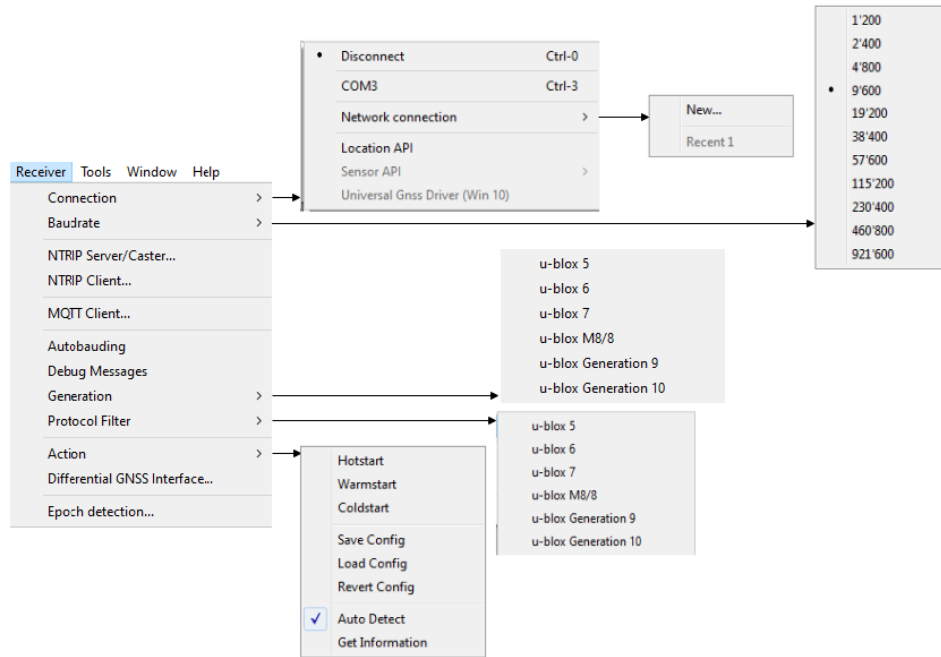 Receiver Tools Window Help
Connection
Baudrate
NTRIP Server/Caster...
NTRIP Client...
MQTT Client...
Autobauding
Debug Messages
Generation
Protocol Filter
Action
Differential GNSS Interface...
Epoch detection...
Disconnect Ctrl-0
COM3 Ctrl-3
Network connection
Location API
Sensor API
Universal Gnss Driver (Win 10)
New...
Recent 1
1'200
2'400
4'800
9'600
19'200
38'400
57'600
115'200
230'400
460'800
921'600
u-blox 5
u-blox 6
u-blox 7
u-blox M8/8
u-blox Generation 9
u-blox Generation 10
u-blox 5
u-blox 6
u-blox 7
u-blox M8/8
u-blox Generation 9
u-blox Generation 10
Hotstart
Warmstart
Coldstart
Save Config
Load Config
Revert Config
Auto Detect
Get Information